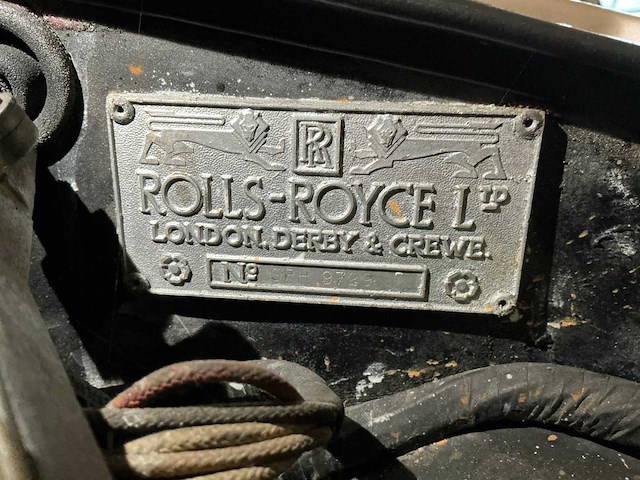 RR
ROLLS-ROYCE LTD
LONDON, DERBY & CREWE.
Nº